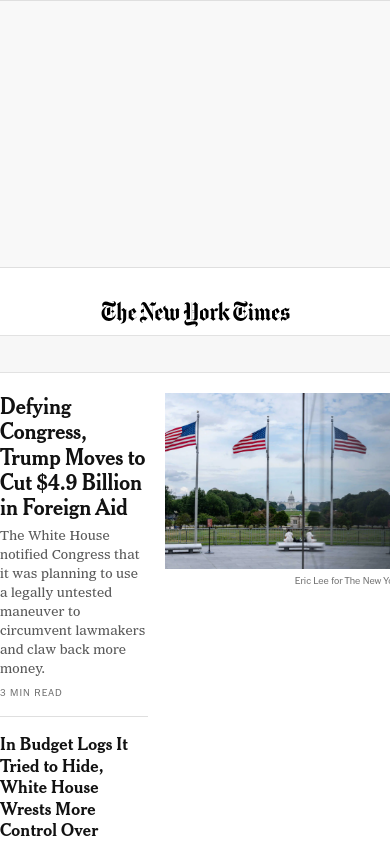 The New York Times
Defying
Congress,
Trump Moves to
Cut $4.9 Billion
in Foreign Aid
The White House
notified Congress that
it was planning to use
a legally untested
maneuver to
circumvent lawmakers
and claw back more
money.
3 MIN READ
Eric Lee for The New
In Budget Logs It
Tried to Hide,
White House
Wrests More
Control Over